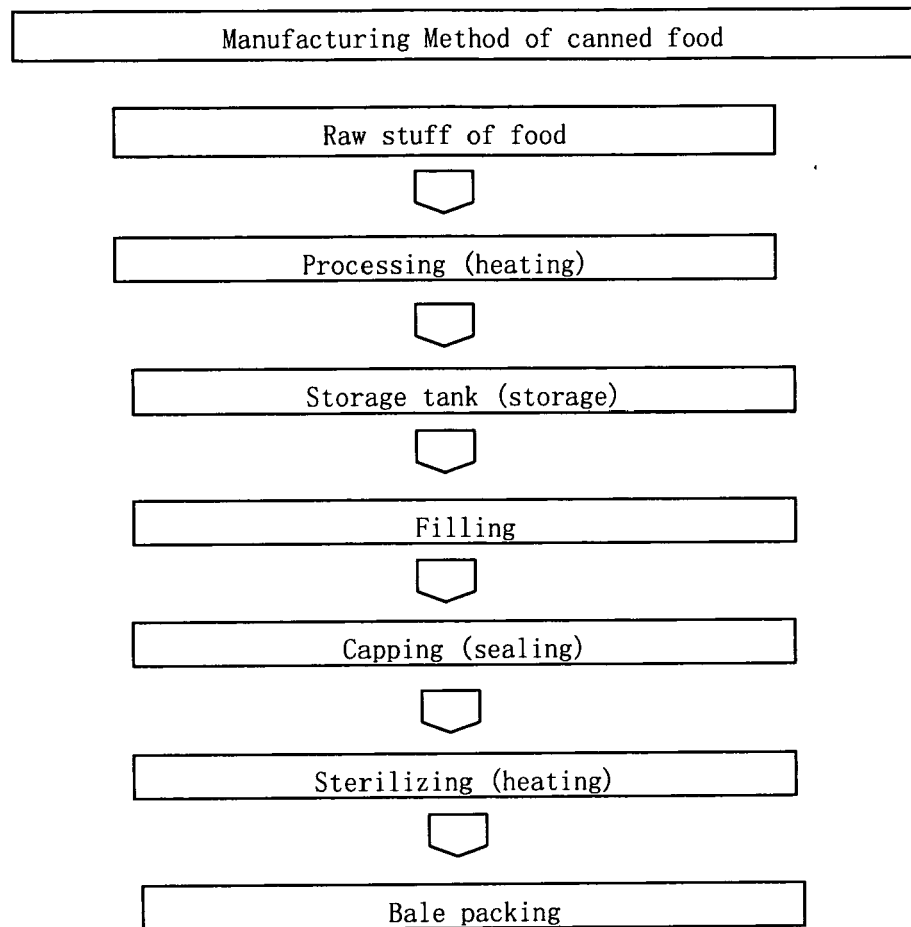 Manufacturing Method of canned food
Raw stuff of food
Processing (heating)
Storage tank (storage)
Filling
Capping (sealing)
Sterilizing (heating)
Bale packing